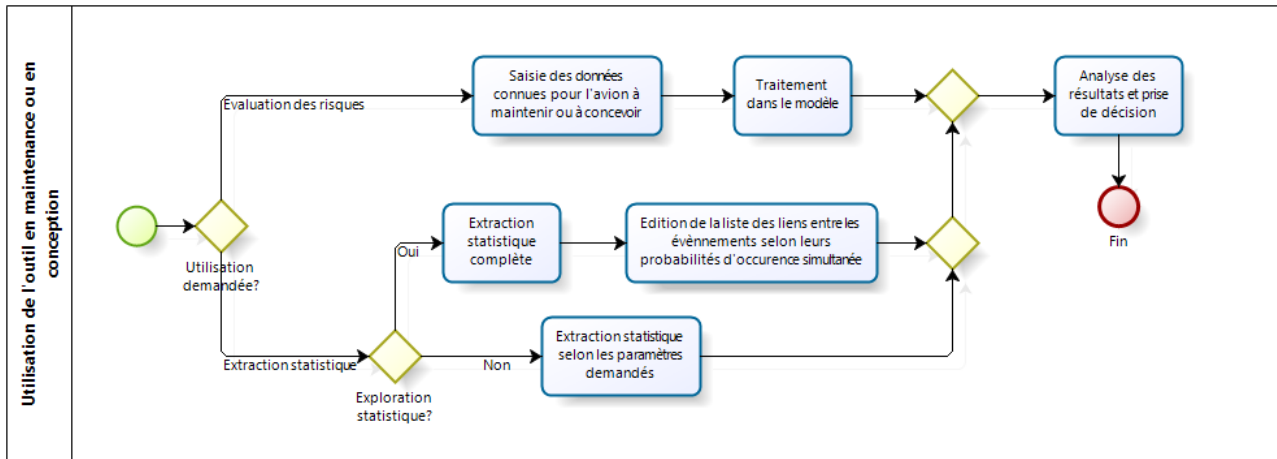 Utilisation de l'outil en maintenance ou en
conception
Utilisation
demandée?
Evaluation des risques
Saisie des données
connues pour l'avion à
maintenir ou à concevoir
Traitement
dans le modèle
Analyse des
résultats et prise
de décision
Fin
Extraction statistique
Exploration
statistique?
Oui
Extraction
statistique
complète
Edition de la liste des liens entre les
évènnements selon leurs
probabilités d'occurence simultanée
Non
Extraction statistique
selon les paramètres
demandés